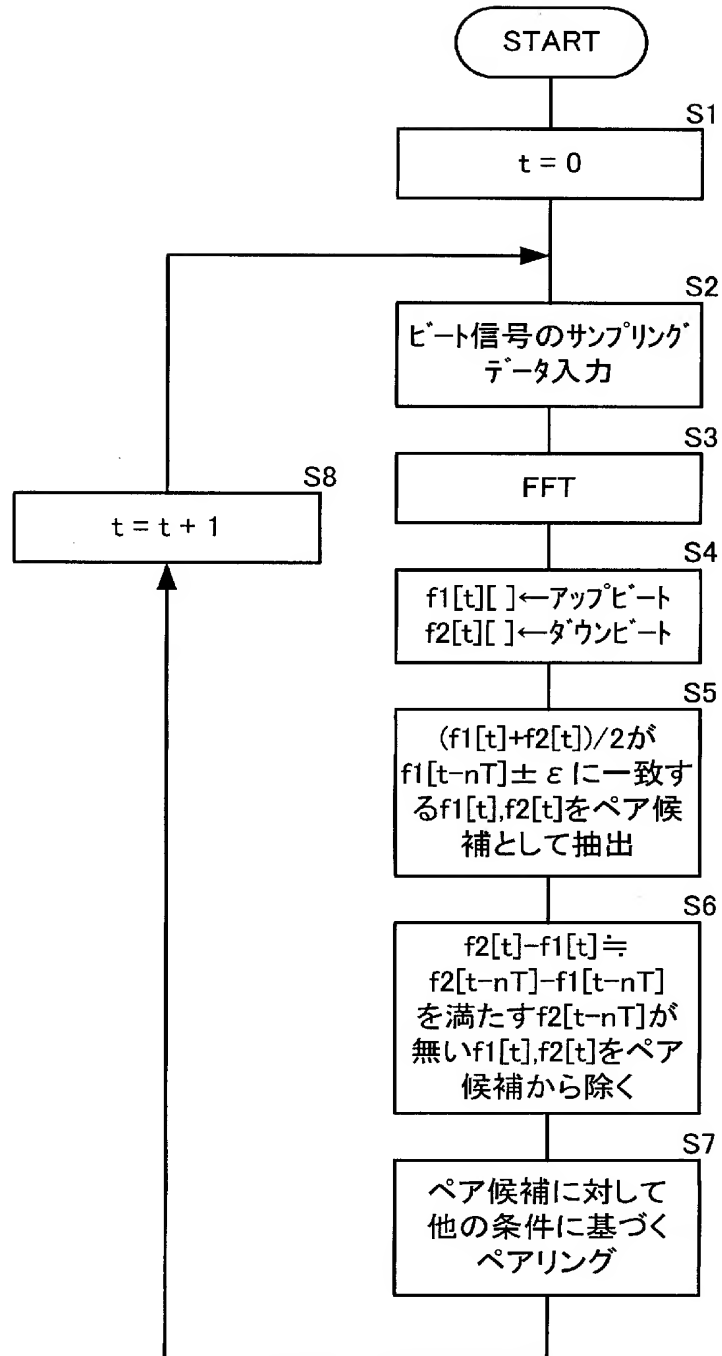 START
S1
t = 0
S2
ビート信号のサンプリング
データ入力
S3
FFT
S8
t = t + 1
S4
f1[t][ ]←アップビート
f2[t][ ]←ダウンビート
S5
(f1[t]+f2[t])/2が
f1[t-nT]±εに一致す
るf1[t],f2[t]をペア候
補として抽出
S6
f2[t]-f1[t]≒
f2[t-nT]-f1[t-nT]
を満たすf2[t-nT]が
無いf1[t],f2[t]をペア
候補から除く
S7
ペア候補に対して
他の条件に基づく
ペアリング